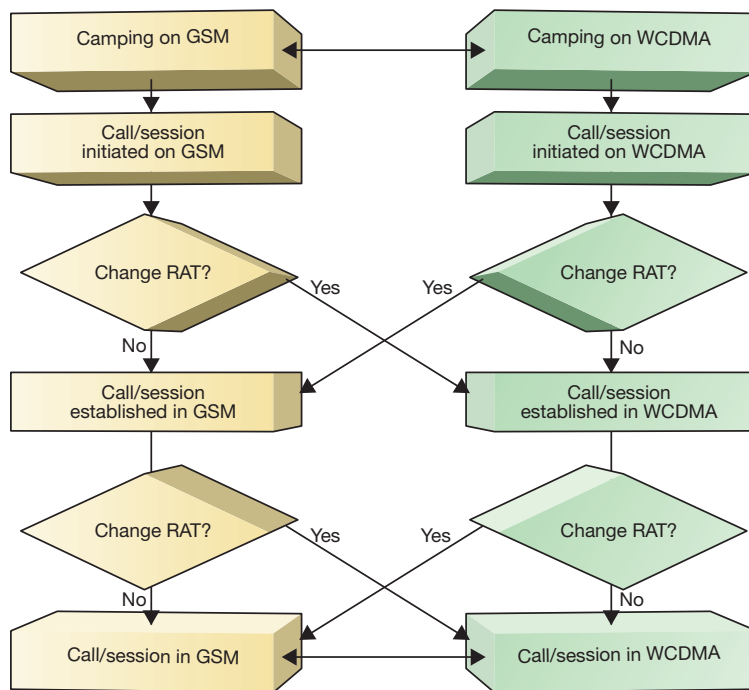 Camping on GSM
Camping on WCDMA
Call/session
initiated on GSM
Call/session
initiated on WCDMA
Change RAT?
Change RAT?
Yes
Yes
No
No
Call/session
established in GSM
Call/session
established in WCDMA
Change RAT?
Change RAT?
Yes
Yes
No
No
Call/session in GSM
Call/session in WCDMA